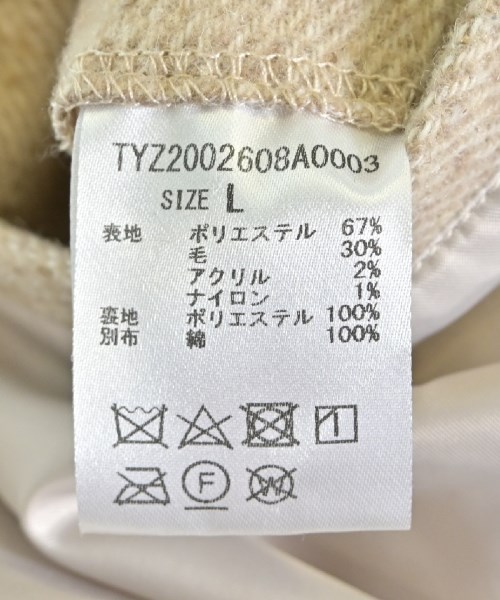 TYZ2002608A0003
SIZE L
表地 ポリエステル 67%
毛 30%
アクリル 2%
ナイロン 1%
裏地 ポリエステル 100%
別布 綿 100%
F W